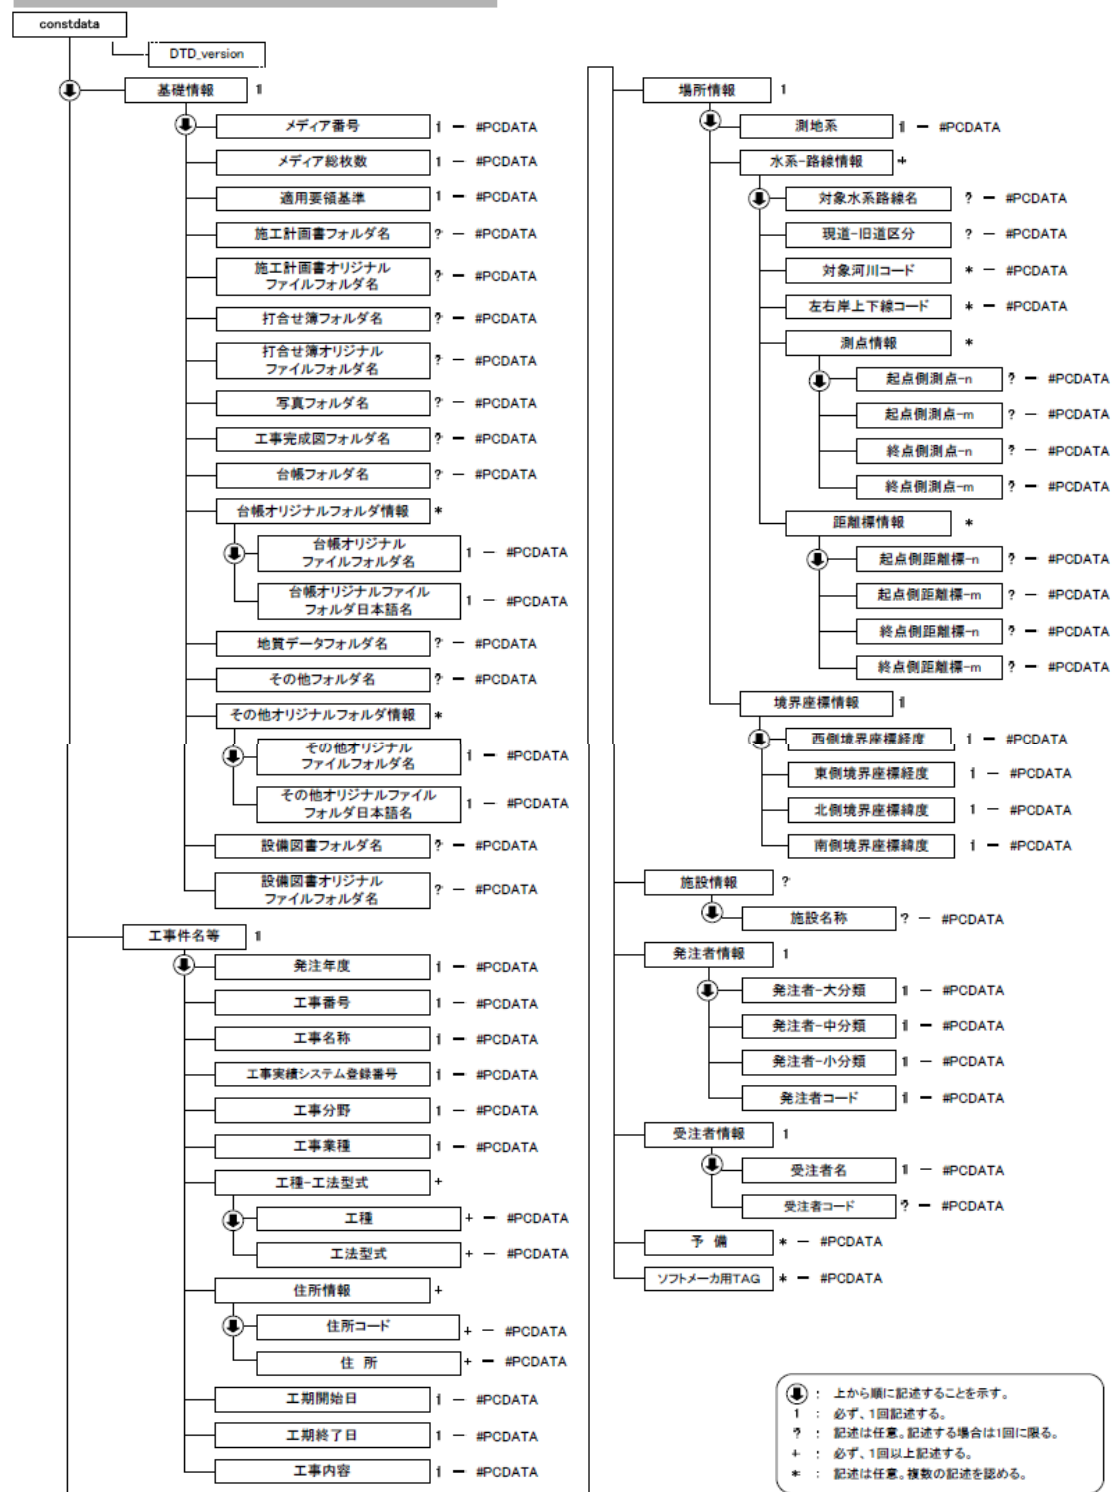 constdata
DTD_version
基礎情報 1
メディア番号 1 − #PCDATA
メディア総枚数 1 − #PCDATA
適用要領基準 1 − #PCDATA
施工計画書フォルダ名 ? − #PCDATA
施工計画書オリジナル
ファイルフォルダ名 ? − #PCDATA
打合せ簿フォルダ名 ? − #PCDATA
打合せ簿オリジナル
ファイルフォルダ名 ? − #PCDATA
写真フォルダ名 ? − #PCDATA
工事完成図フォルダ名 ? − #PCDATA
台帳フォルダ名 ? − #PCDATA
台帳オリジナルフォルダ情報 *
台帳オリジナル
ファイルフォルダ名 1 − #PCDATA
台帳オリジナルファイル
フォルダ日本語名 1 − #PCDATA
地質データフォルダ名 ? − #PCDATA
その他フォルダ名 ? − #PCDATA
その他オリジナルフォルダ情報 *
その他オリジナル
ファイルフォルダ名 1 − #PCDATA
その他オリジナルファイル
フォルダ日本語名 1 − #PCDATA
設備図書フォルダ名 ? − #PCDATA
設備図書オリジナル
ファイルフォルダ名 ? − #PCDATA
工事件名等 1
発注年度 1 − #PCDATA
工事番号 1 − #PCDATA
工事名称 1 − #PCDATA
工事実績システム登録番号 1 − #PCDATA
工事分野 1 − #PCDATA
工事業種 1 − #PCDATA
工種-工法型式 +
工種 + − #PCDATA
工法型式 + − #PCDATA
住所情報 +
住所コード + − #PCDATA
住 所 + − #PCDATA
工期開始日 1 − #PCDATA
工期終了日 1 − #PCDATA
工事内容 1 − #PCDATA
場所情報 1
測地系 1 − #PCDATA
水系-路線情報 *
対象水系路線名 ? − #PCDATA
現道-旧道区分 ? − #PCDATA
対象河川コード * − #PCDATA
左右岸上下線コード * − #PCDATA
測点情報 *
起点側測点-n ? − #PCDATA
起点側測点-m ? − #PCDATA
終点側測点-n ? − #PCDATA
終点側測点-m ? − #PCDATA
距離標情報 *
起点側距離標-n ? − #PCDATA
起点側距離標-m ? − #PCDATA
終点側距離標-n ? − #PCDATA
終点側距離標-m ? − #PCDATA
境界座標情報 1
西側境界座標経度 1 − #PCDATA
東側境界座標経度 1 − #PCDATA
北側境界座標緯度 1 − #PCDATA
南側境界座標緯度 1 − #PCDATA
施設情報 ?
施設名称 ? − #PCDATA
発注者情報 1
発注者-大分類 1 − #PCDATA
発注者-中分類 1 − #PCDATA
発注者-小分類 1 − #PCDATA
発注者コード 1 − #PCDATA
受注者情報 1
受注者名 1 − #PCDATA
受注者コード ? − #PCDATA
予 備 * − #PCDATA
ソフトメーカ用TAG * − #PCDATA
: 上から順に記述することを示す。
1 : 必ず、1回記述する。
? : 記述は任意。記述する場合は1回に限る。
+ : 必ず、1回以上記述する。
* : 記述は任意。複数の記述を認める。